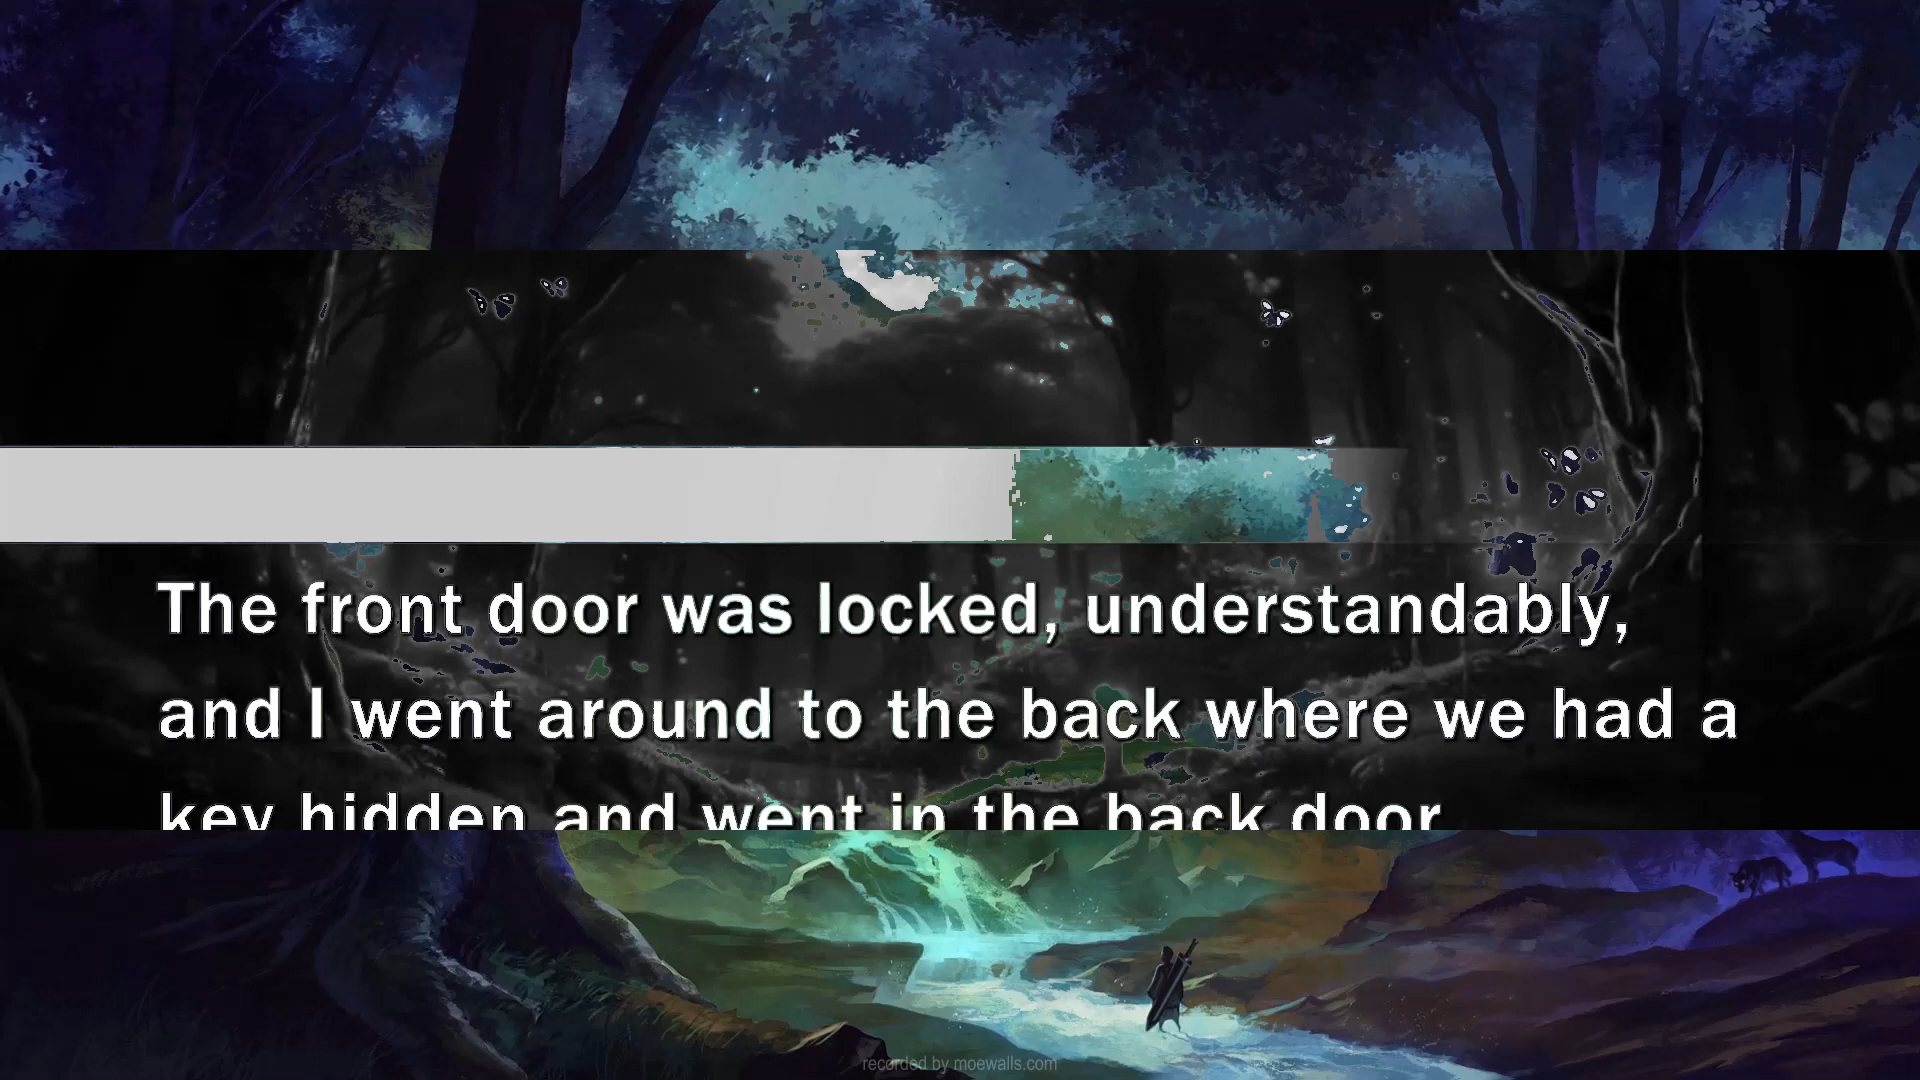 The front door was locked, understandably,
and I went around to the back where we had a
key hidden and went in the back door
recorded by moewalls.com